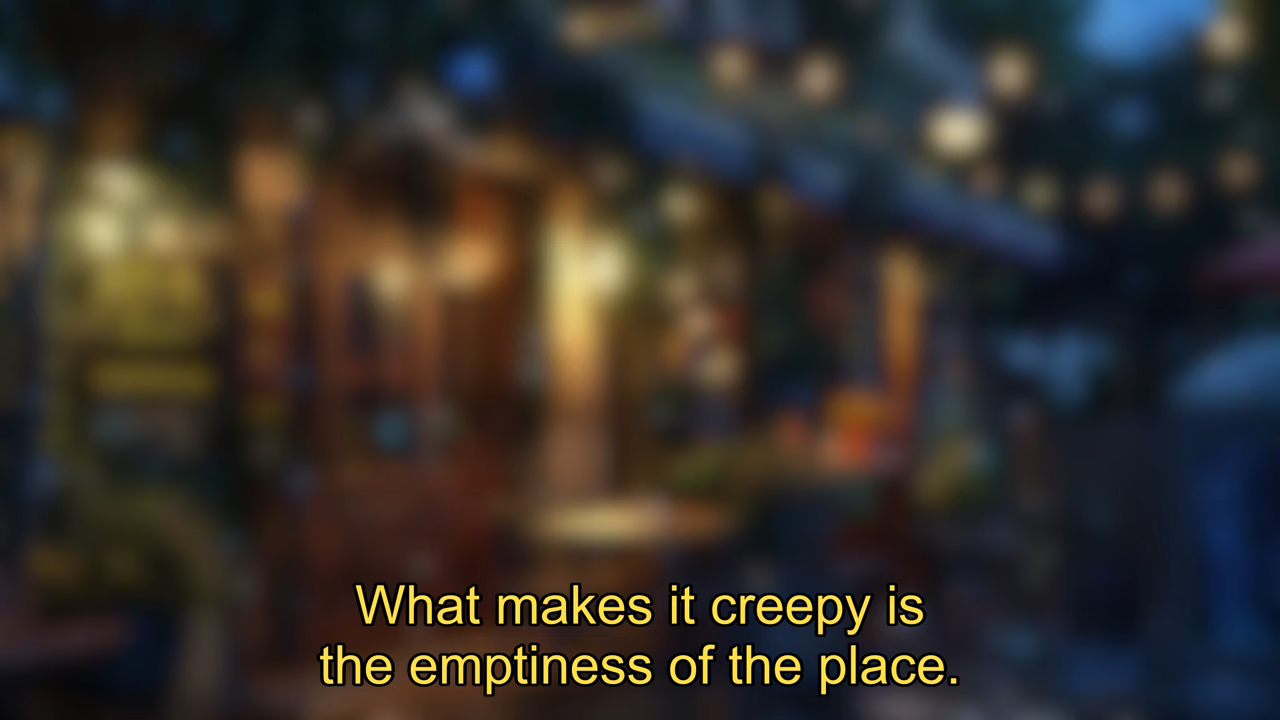 What makes it creepy is
the emptiness of the place.